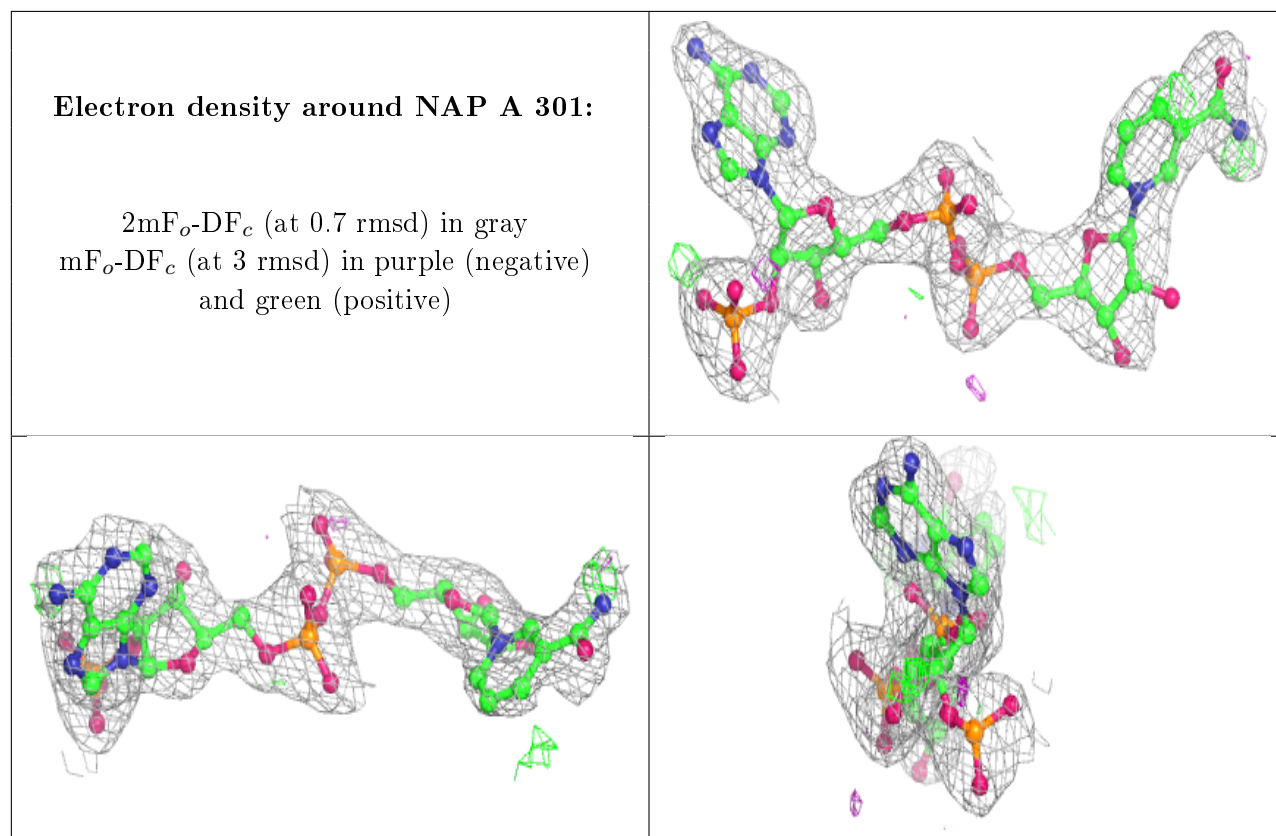 Electron density around NAP A 301:
2mFₒ-DF𝒸 (at 0.7 rmsd) in gray
mFₒ-DF𝒸 (at 3 rmsd) in purple (negative)
and green (positive)